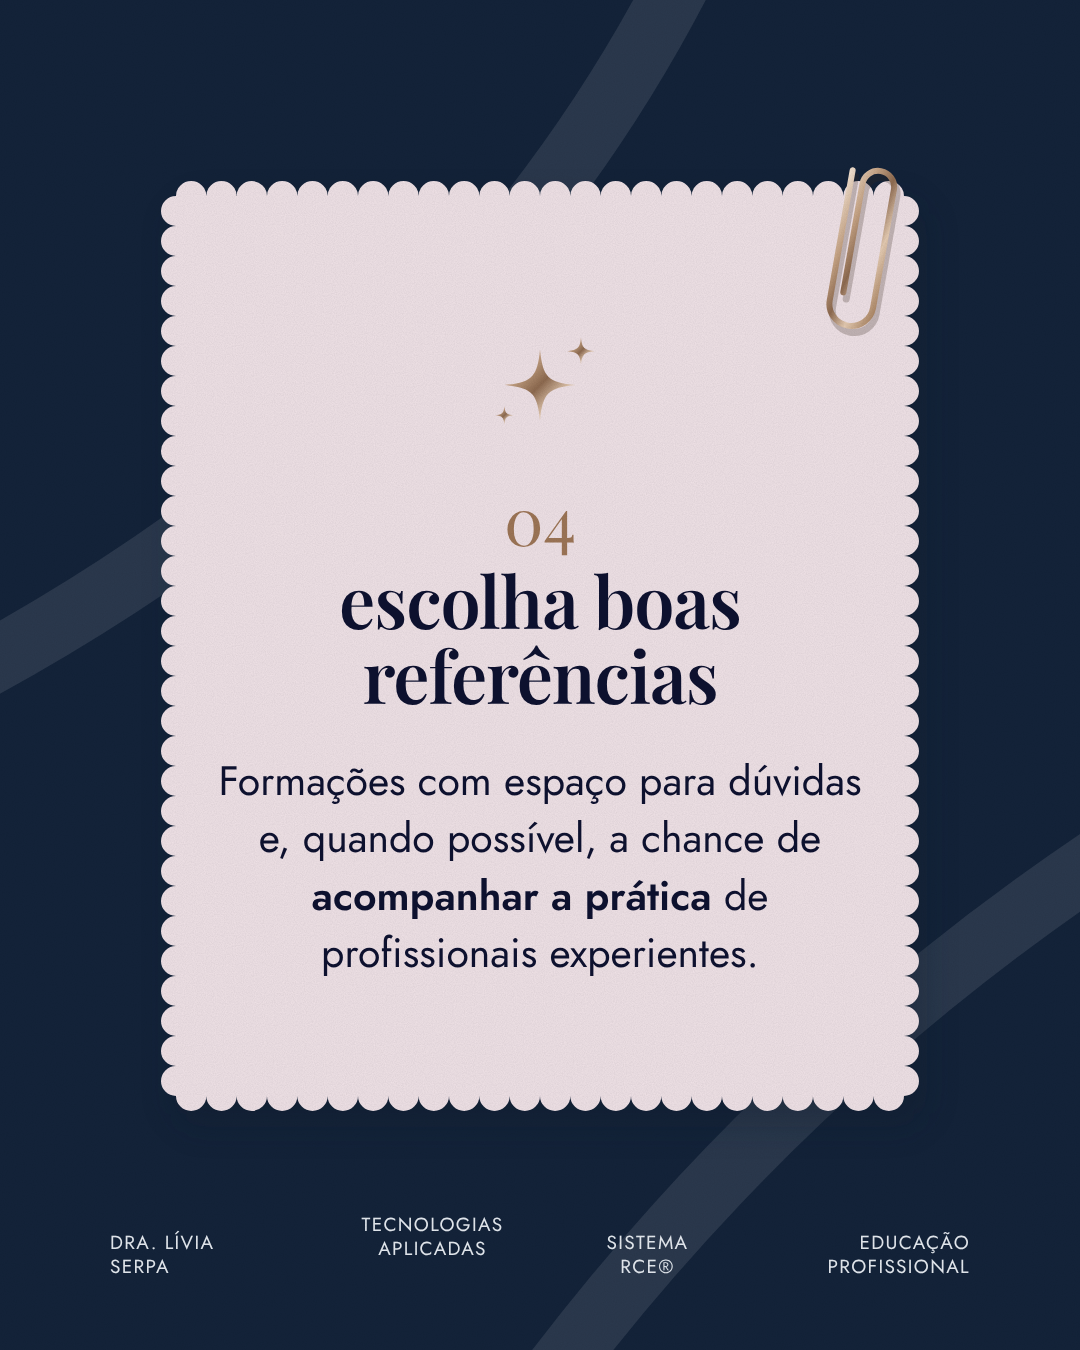 04
escolha boas
referências
Formações com espaço para dúvidas
e, quando possível, a chance de
acompanhar a prática de
profissionais experientes.
DRA. LÍVIA
SERPA
TECNOLOGIAS
APLICADAS
SISTEMA
RCE®
EDUCAÇÃO
PROFISSIONAL